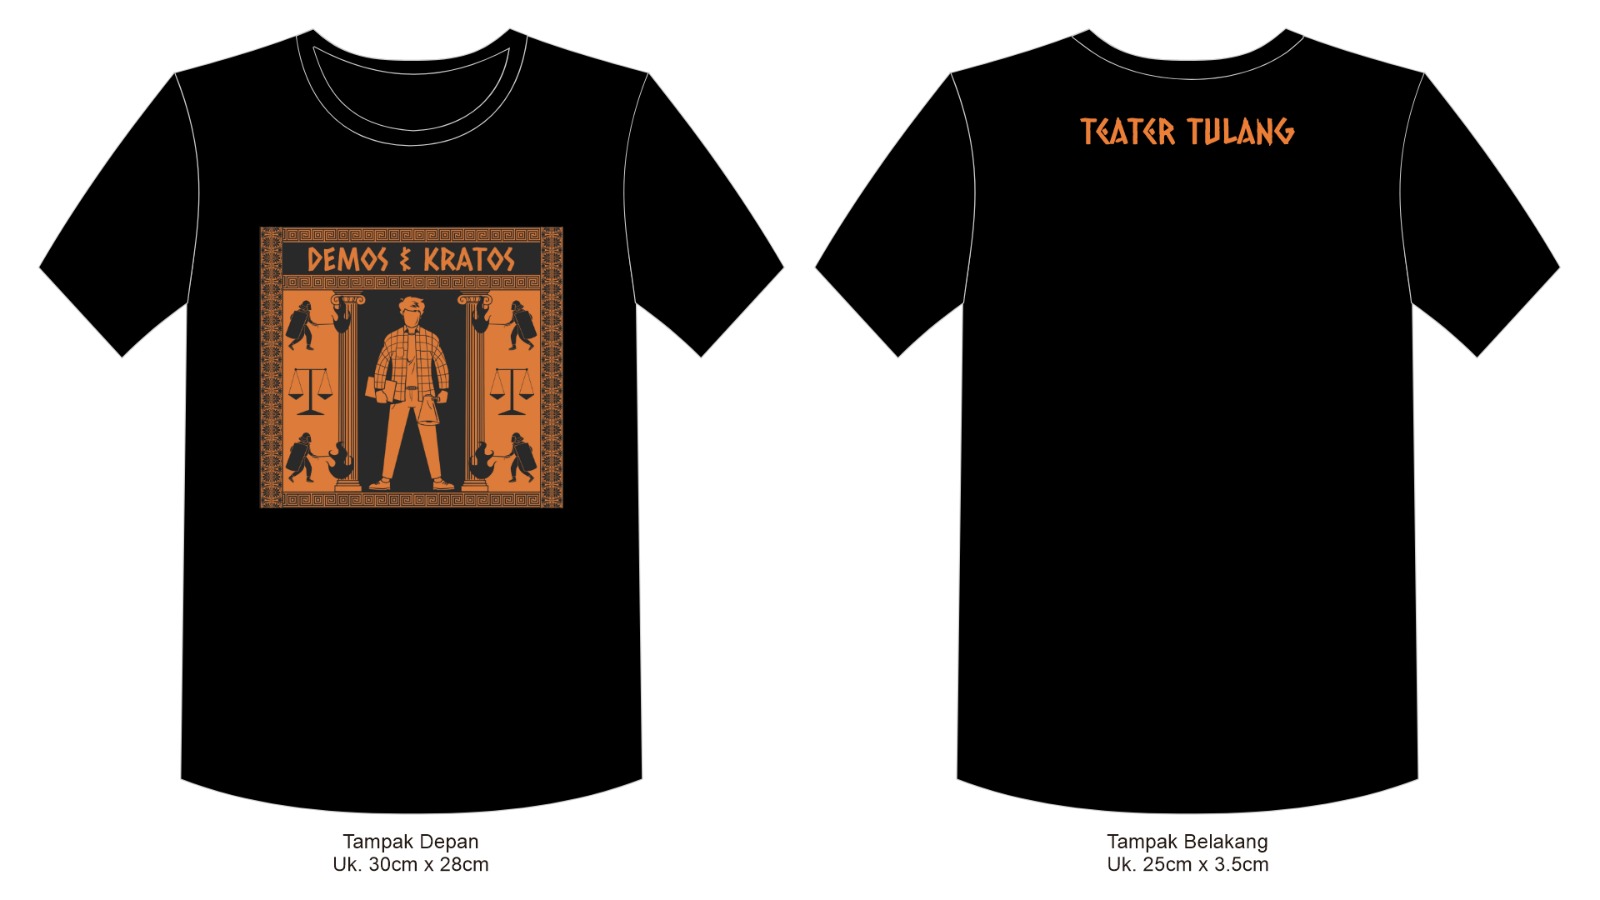 DEMOS & KRATOS
TEATER TULANG
Tampak Depan
Uk. 30cm x 28cm
Tampak Belakang
Uk. 25cm x 3.5cm